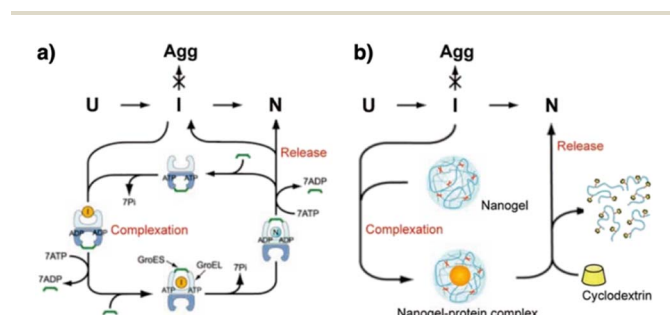 a)
Agg
U
I
N
Release
ATP ATP
7Pi
7ADP
7ATP
I
ADP ADP
Complexation
N
ADP ADP
7ATP
7ADP
GroES
GroEL
I
ATP ATP
7Pi
b)
Agg
U
I
N
Release
Nanogel
Complexation
Cyclodextrin
Nanogel-protein complex